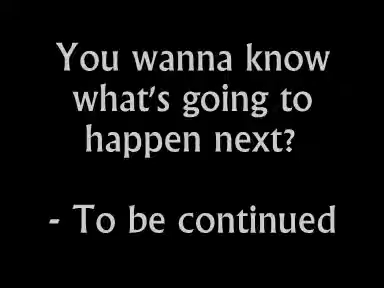 You wanna know
what's going to
happen next?
- To be continued